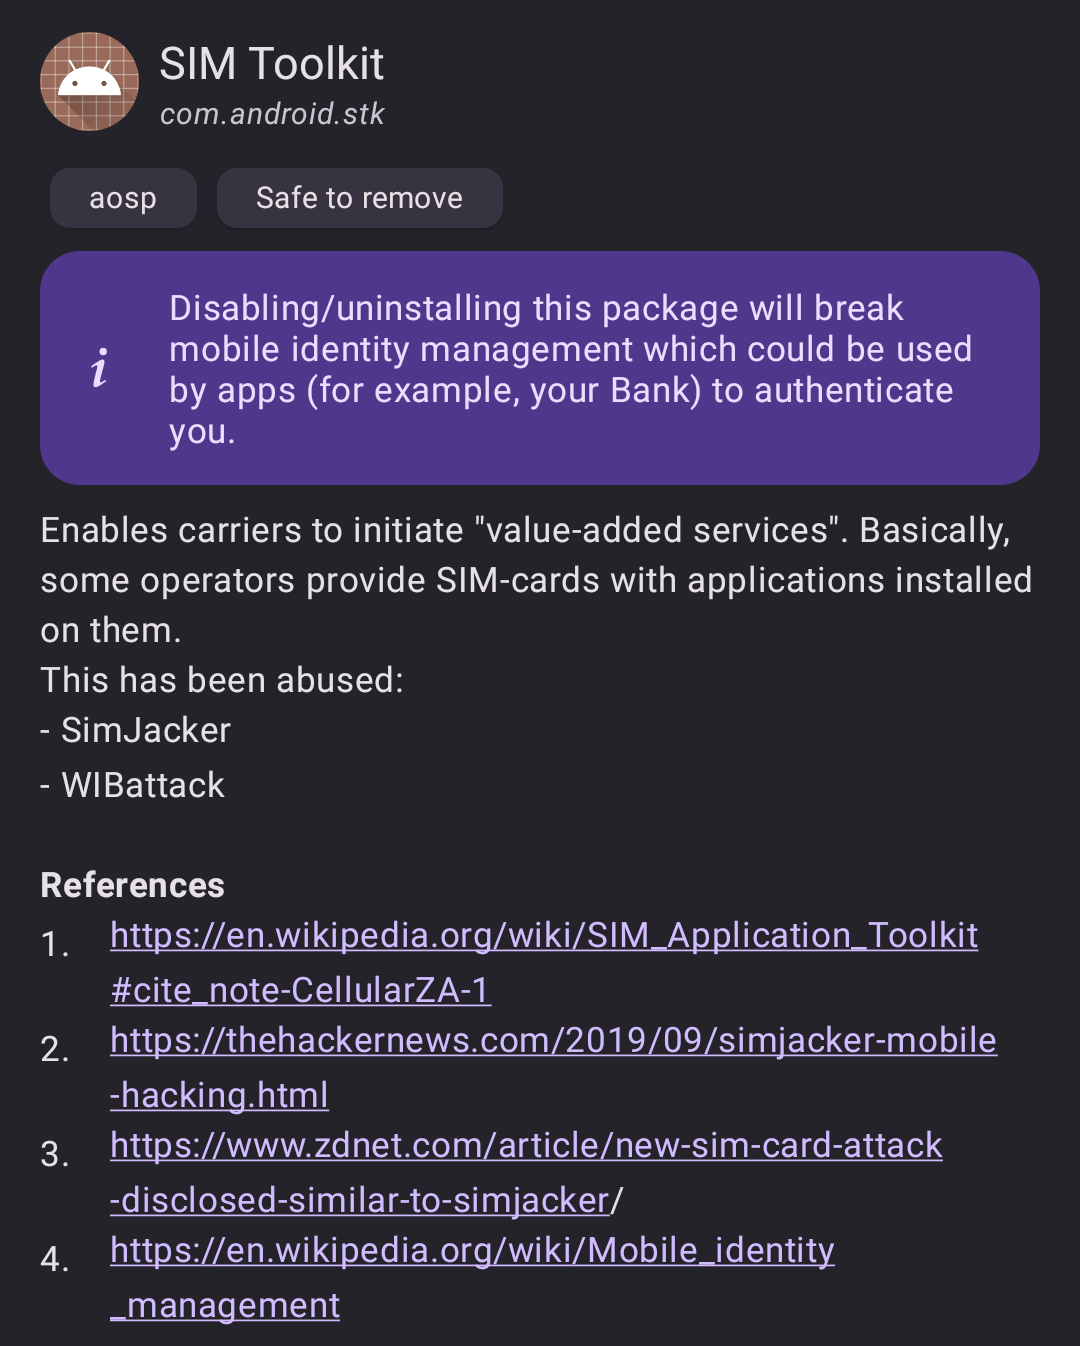 SIM Toolkit
com.android.stk
aosp
Safe to remove
Disabling/uninstalling this package will break
mobile identity management which could be used
by apps (for example, your Bank) to authenticate
you.
Enables carriers to initiate "value-added services". Basically,
some operators provide SIM-cards with applications installed
on them.
This has been abused:
- SimJacker
- WIBattack
References
1. https://en.wikipedia.org/wiki/SIM_Application_Toolkit
#cite_note-CellularZA-1
2. https://thehackernews.com/2019/09/simjacker-mobile
-hacking.html
3. https://www.zdnet.com/article/new-sim-card-attack
-disclosed-similar-to-simjacker/
4. https://en.wikipedia.org/wiki/Mobile_identity
_management